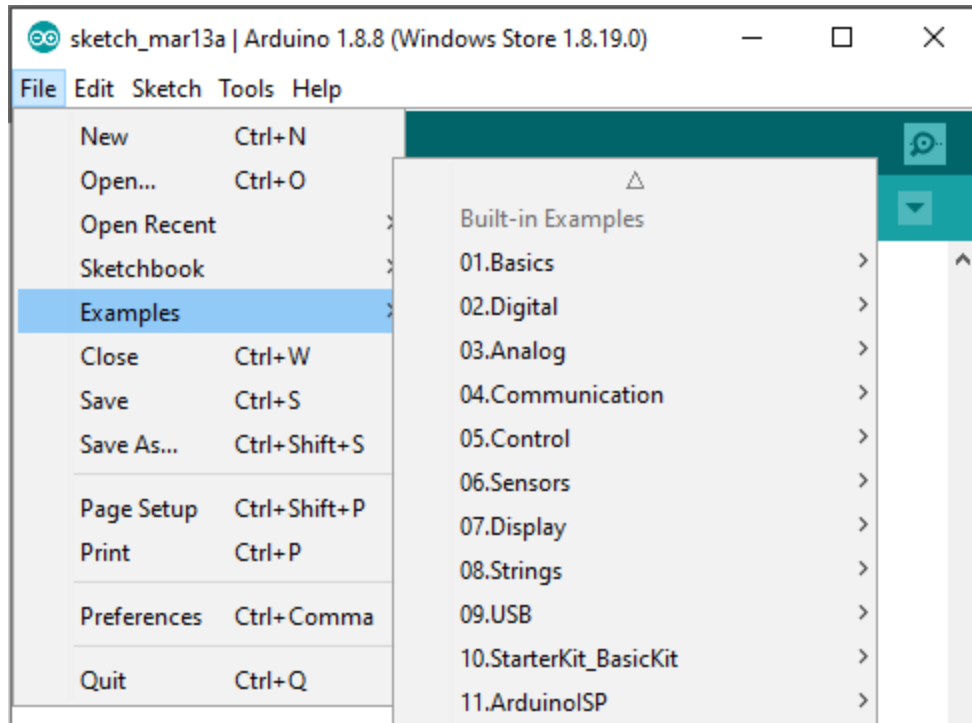 sketch_mar13a | Arduino 1.8.8 (Windows Store 1.8.19.0)
File Edit Sketch Tools Help
New Ctrl+N
Open... Ctrl+O
Open Recent
Sketchbook
Examples
Close Ctrl+W
Save Ctrl+S
Save As... Ctrl+Shift+S
Page Setup Ctrl+Shift+P
Print Ctrl+P
Preferences Ctrl+Comma
Quit Ctrl+Q
Built-in Examples
01.Basics
02.Digital
03.Analog
04.Communication
05.Control
06.Sensors
07.Display
08.Strings
09.USB
10.StarterKit_BasicKit
11.ArduinoISP